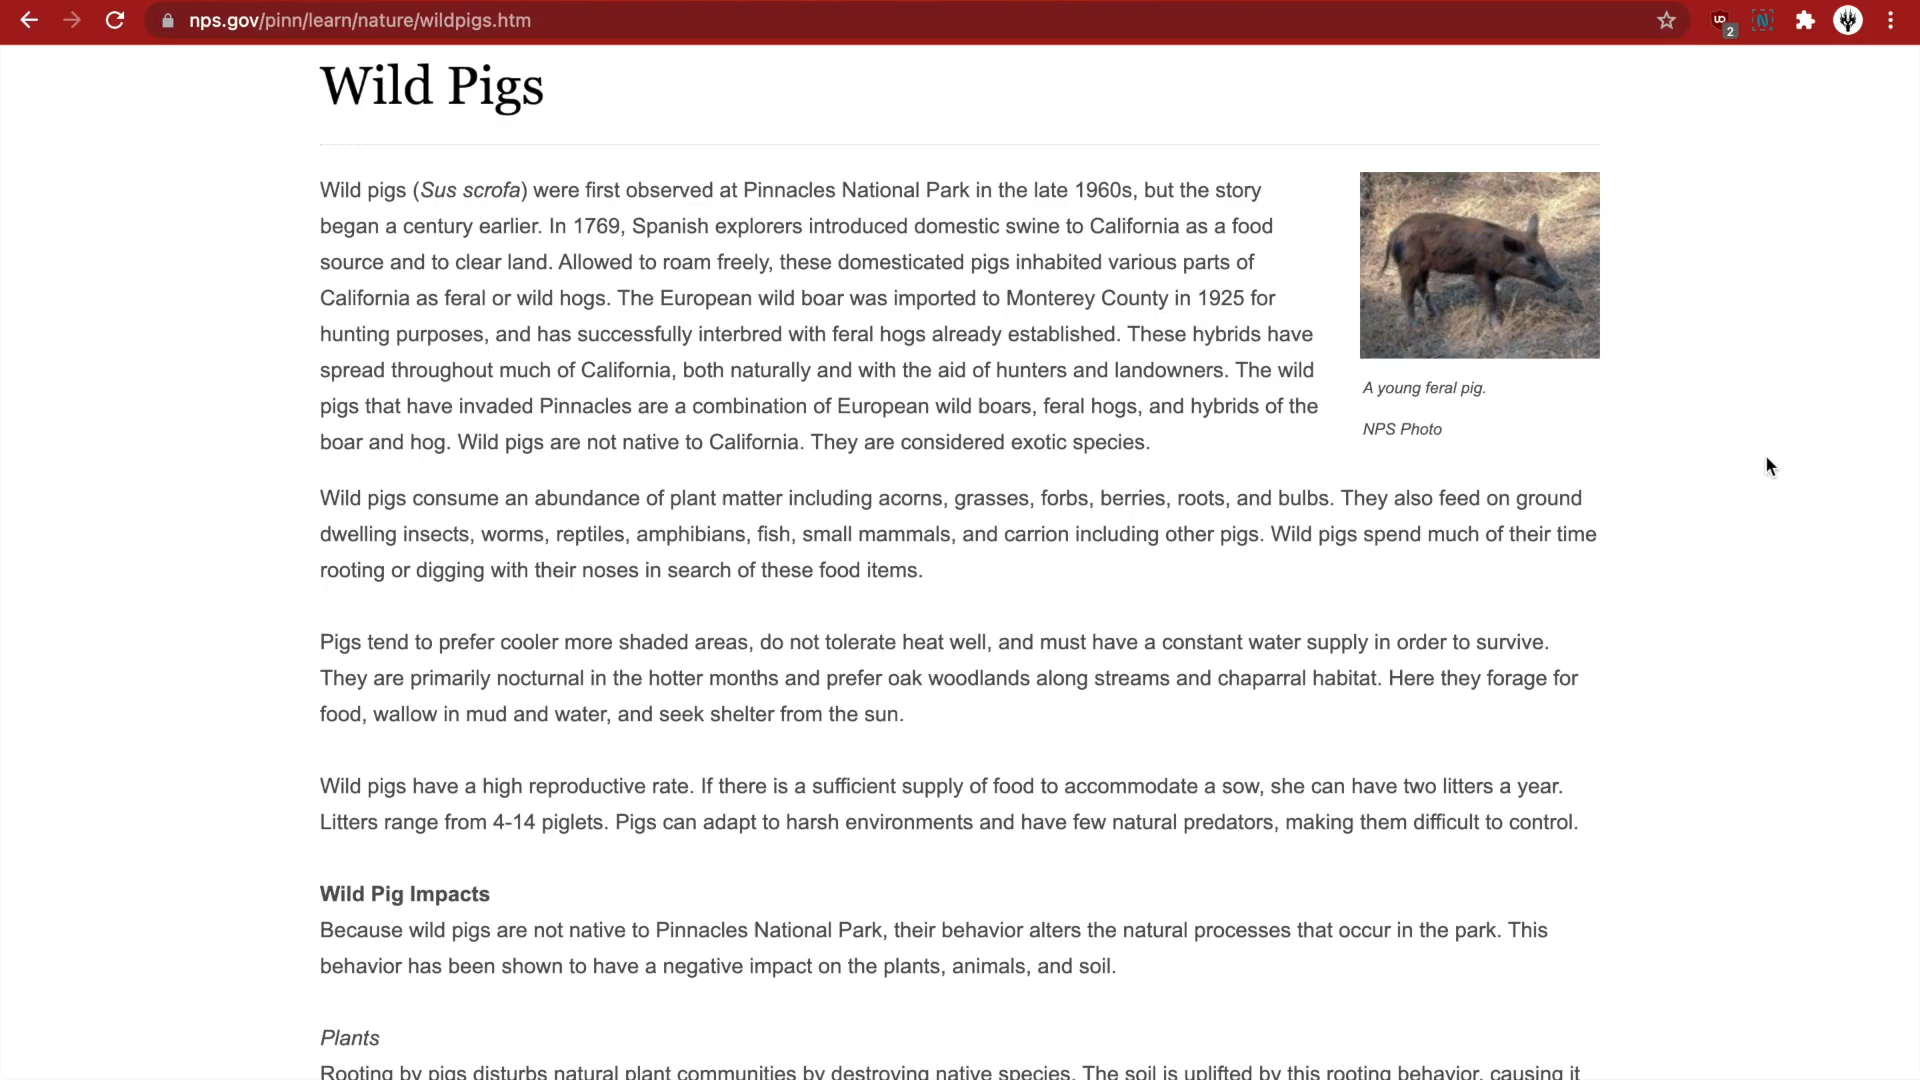 nps.gov/pinn/learn/nature/wildpigs.htm
2
Wild Pigs
Wild pigs (Sus scrofa) were first observed at Pinnacles National Park in the late 1960s, but the story
began a century earlier. In 1769, Spanish explorers introduced domestic swine to California as a food
source and to clear land. Allowed to roam freely, these domesticated pigs inhabited various parts of
California as feral or wild hogs. The European wild boar was imported to Monterey County in 1925 for
hunting purposes, and has successfully interbred with feral hogs already established. These hybrids have
spread throughout much of California, both naturally and with the aid of hunters and landowners. The wild
pigs that have invaded Pinnacles are a combination of European wild boars, feral hogs, and hybrids of the
boar and hog. Wild pigs are not native to California. They are considered exotic species.
A young feral pig.
NPS Photo
Wild pigs consume an abundance of plant matter including acorns, grasses, forbs, berries, roots, and bulbs. They also feed on ground
dwelling insects, worms, reptiles, amphibians, fish, small mammals, and carrion including other pigs. Wild pigs spend much of their time
rooting or digging with their noses in search of these food items.
Pigs tend to prefer cooler more shaded areas, do not tolerate heat well, and must have a constant water supply in order to survive.
They are primarily nocturnal in the hotter months and prefer oak woodlands along streams and chaparral habitat. Here they forage for
food, wallow in mud and water, and seek shelter from the sun.
Wild pigs have a high reproductive rate. If there is a sufficient supply of food to accommodate a sow, she can have two litters a year.
Litters range from 4-14 piglets. Pigs can adapt to harsh environments and have few natural predators, making them difficult to control.
Wild Pig Impacts
Because wild pigs are not native to Pinnacles National Park, their behavior alters the natural processes that occur in the park. This
behavior has been shown to have a negative impact on the plants, animals, and soil.
Plants
Rooting by pigs disturbs natural plant communities by destroying native species. The soil is uplifted by this rooting behavior, causing it